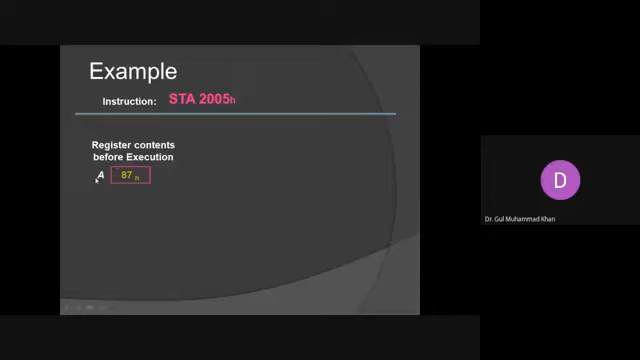 Example
Instruction: STA 2005h
Register contents
before Execution
A 87 h
D
Dr. Gul Muhammad Khan